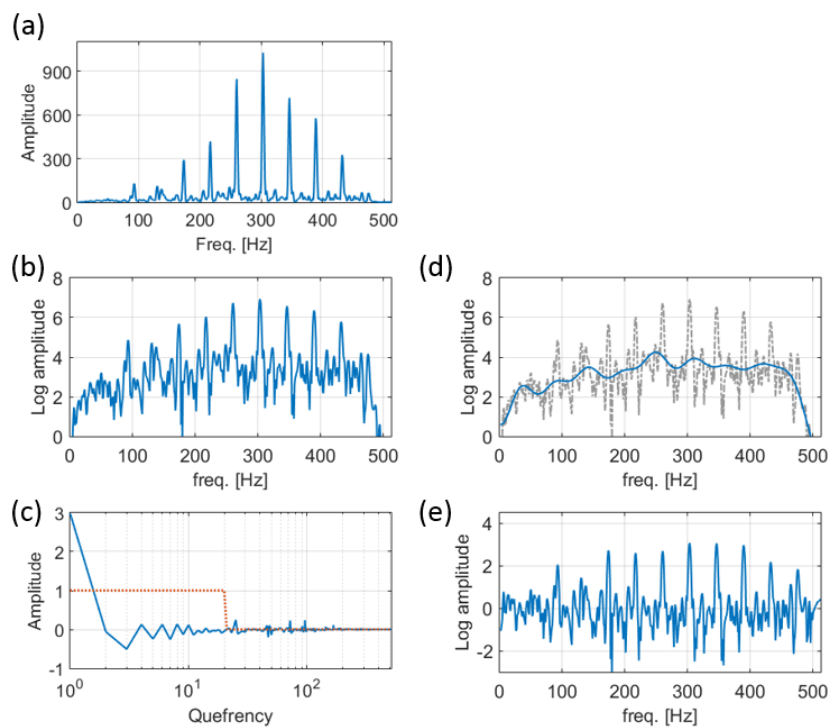 (a)
900
600
300
0
Amplitude
0 100 200 300 400 500
Freq. [Hz]
(b)
8
6
4
2
0
Log amplitude
0 100 200 300 400 500
freq. [Hz]
(d)
8
6
4
2
0
Log amplitude
0 100 200 300 400 500
freq. [Hz]
(c)
3
2
1
0
-1
Amplitude
10^0 10^1 10^2
Quefrency
(e)
4
2
0
-2
Log amplitude
0 100 200 300 400 500
freq. [Hz]